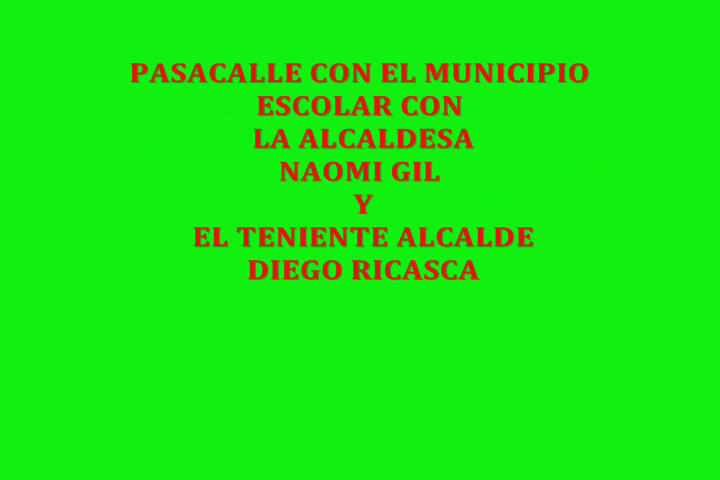 PASACALLE CON EL MUNICIPIO
ESCOLAR CON
LA ALCALDESA
NAOMI GIL
Y
EL TENIENTE ALCALDE
DIEGO RICASCA